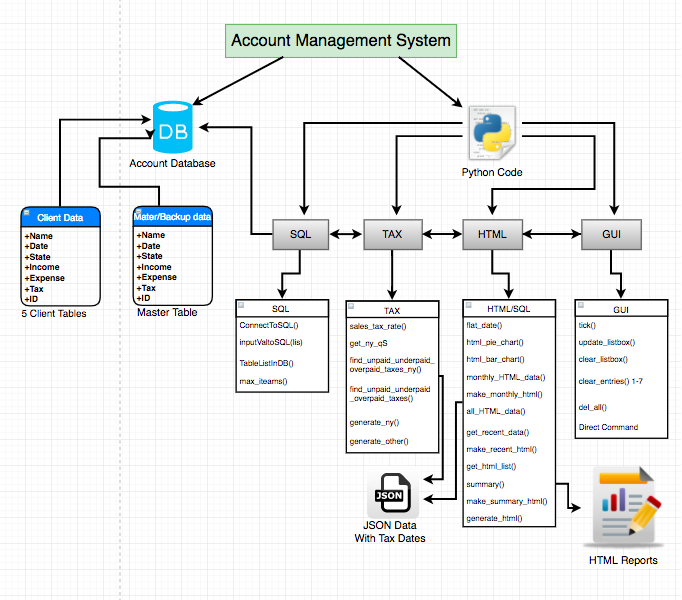 Account Management System
DB
Account Database
Python Code
Client Data
+Name
+Date
+State
+Income
+Expense
+Tax
+ID
5 Client Tables
Mater/Backup data
+Name
+Date
+State
+Income
+Expense
+Tax
+ID
Master Table
SQL
TAX
HTML
GUI
SQL
ConnectToSQL()
inputValtoSQL(lis)
TableListInDB()
max_iteams()
TAX
sales_tax_rate()
get_ny_qS
find_unpaid_underpaid_
overpaid_taxes_ny()
find_unpaid_underpaid
_overpaid_taxes()
generate_ny()
generate_other()
HTML/SQL
flat_date()
html_pie_chart()
html_bar_chart()
monthly_HTML_data()
make_monthly_html()
all_HTML_data()
get_recent_data()
make_recent_html()
get_html_list()
summary()
make_summary_html()
generate_html()
GUI
tick()
update_listbox()
clear_listbox()
clear_entries() 1-7
del_all()
Direct Command
JSON
JSON Data
With Tax Dates
HTML Reports